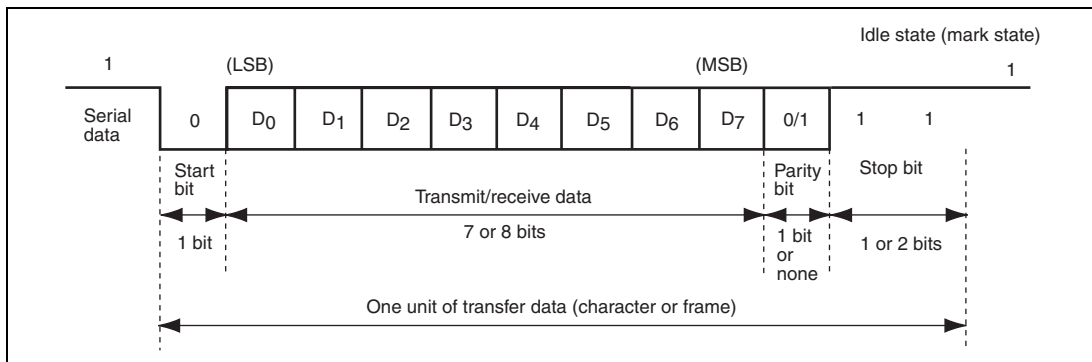 Idle state (mark state)
1 (LSB) (MSB) 1
Serial data
0 D0 D1 D2 D3 D4 D5 D6 D7 0/1 1 1
Start bit
Transmit/receive data
Parity bit
Stop bit
1 bit
7 or 8 bits
1 bit or none
1 or 2 bits
One unit of transfer data (character or frame)